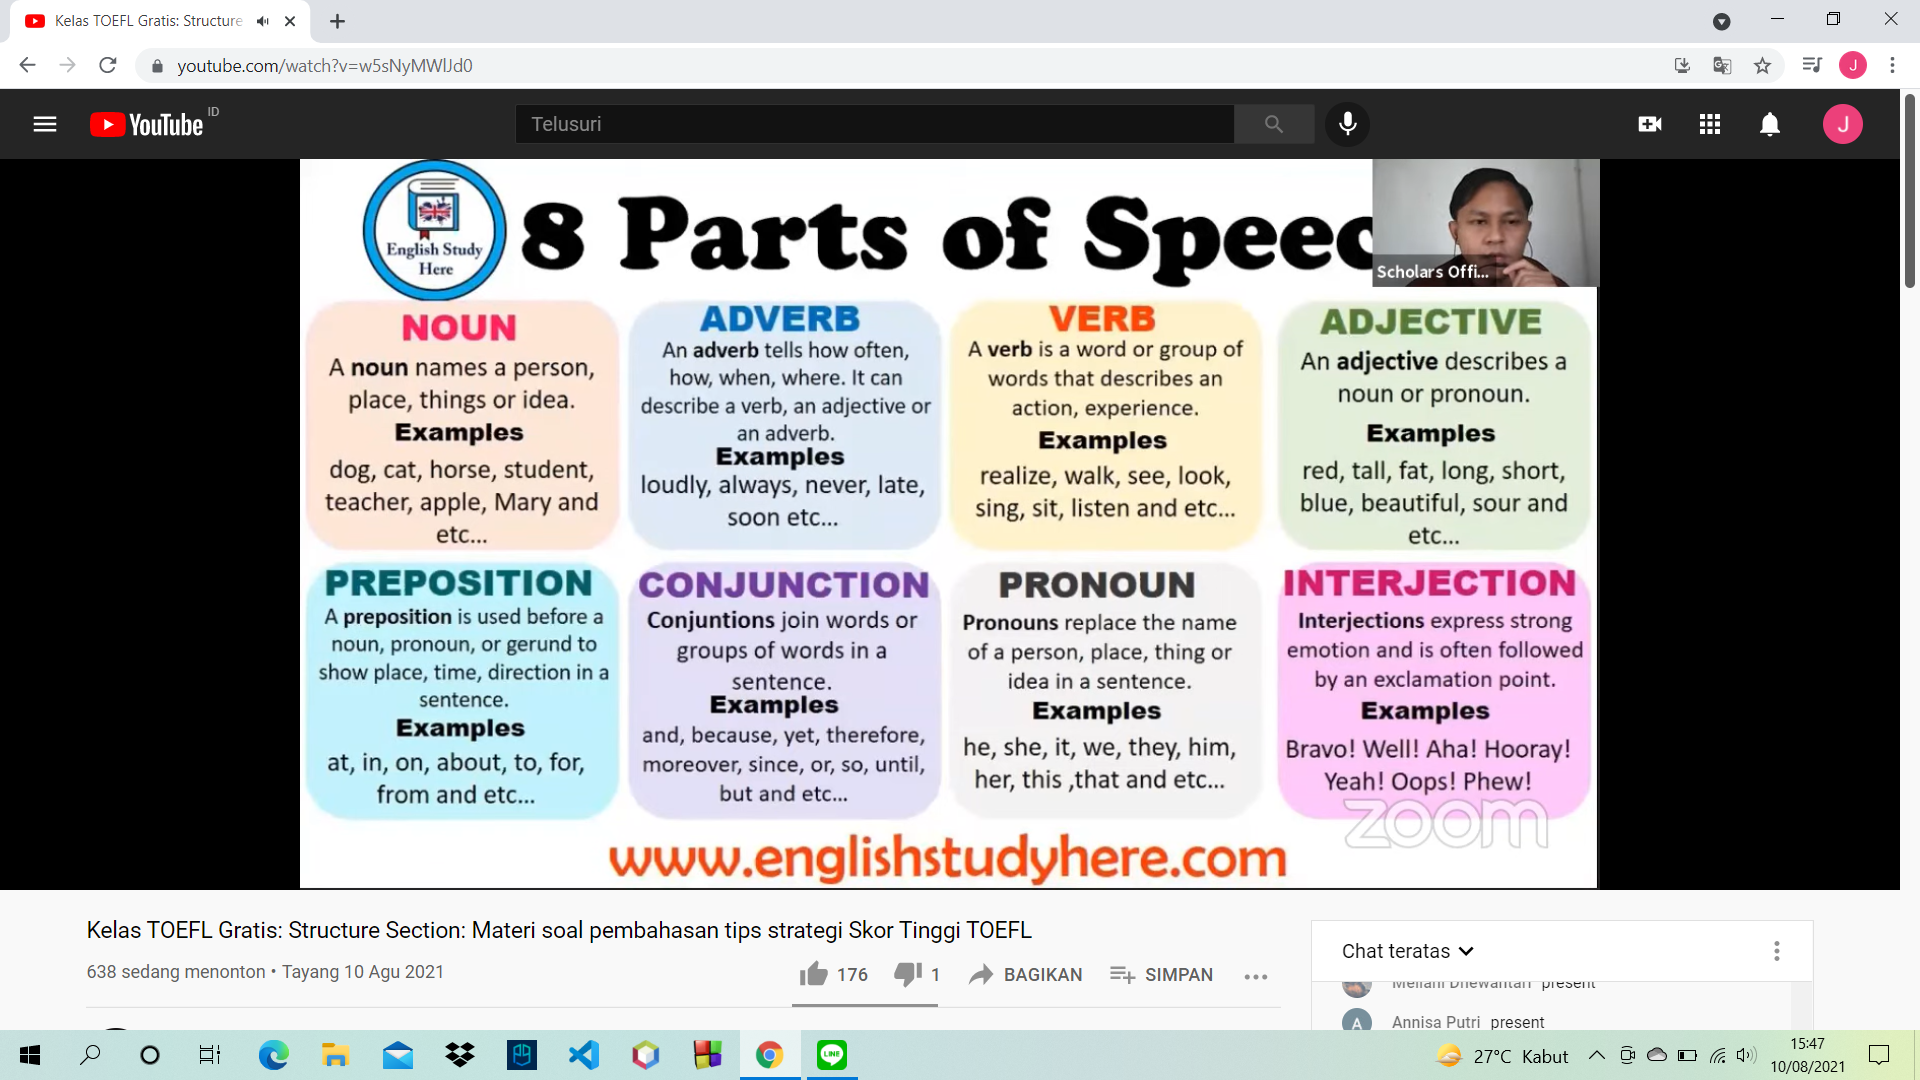 Kelas TOEFL Gratis: Structure
youtube.com/watch?v=w5sNyMWlJd0
J
YouTube ID
Telusuri
J
English Study
Here
8 Parts of Speec
Scholars Offi...
NOUN
A noun names a person,
place, things or idea.
Examples
dog, cat, horse, student,
teacher, apple, Mary and
etc...
ADVERB
An adverb tells how often,
how, when, where. It can
describe a verb, an adjective or
an adverb.
Examples
loudly, always, never, late,
soon etc...
VERB
A verb is a word or group of
words that describes an
action, experience.
Examples
realize, walk, see, look,
sing, sit, listen and etc...
ADJECTIVE
An adjective describes a
noun or pronoun.
Examples
red, tall, fat, long, short,
blue, beautiful, sour and
etc...
PREPOSITION
A preposition is used before a
noun, pronoun, or gerund to
show place, time, direction in a
sentence.
Examples
at, in, on, about, to, for,
from and etc...
CONJUNCTION
Conjuntions join words or
groups of words in a
sentence.
Examples
and, because, yet, therefore,
moreover, since, or, so, until,
but and etc...
PRONOUN
Pronouns replace the name
of a person, place, thing or
idea in a sentence.
Examples
he, she, it, we, they, him,
her, this ,that and etc...
INTERJECTION
Interjections express strong
emotion and is often followed
by an exclamation point.
Examples
Bravo! Well! Aha! Hooray!
Yeah! Oops! Phew!
zoom
www.englishstudyhere.com
Kelas TOEFL Gratis: Structure Section: Materi soal pembahasan tips strategi Skor Tinggi TOEFL
638 sedang menonton • Tayang 10 Agu 2021
176
1
BAGIKAN
SIMPAN
Chat teratas
Meliani Dhewantari present
A Annisa Putri present
LINE
27°C Kabut
15:47
10/08/2021